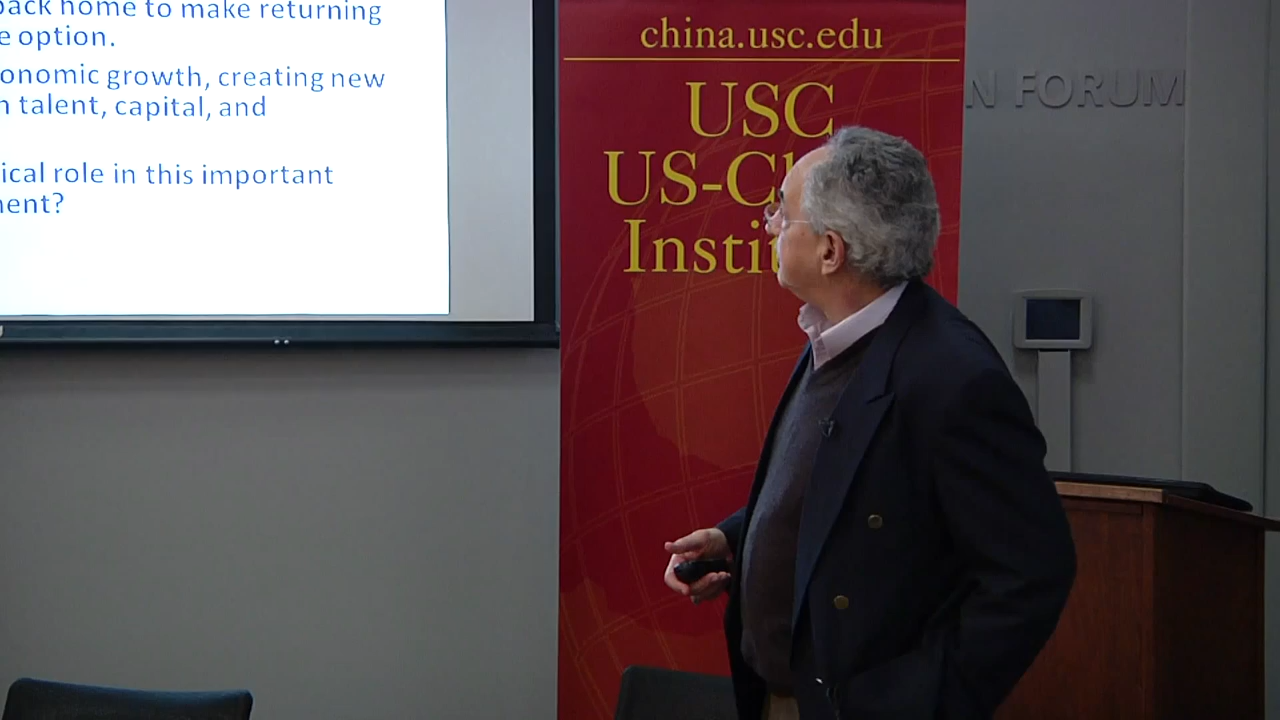 back home to make returning
e option.
onomic growth, creating new
n talent, capital, and
ical role in this important
nent?
china.usc.edu
USC
US-Ch
Instit
N FORUM